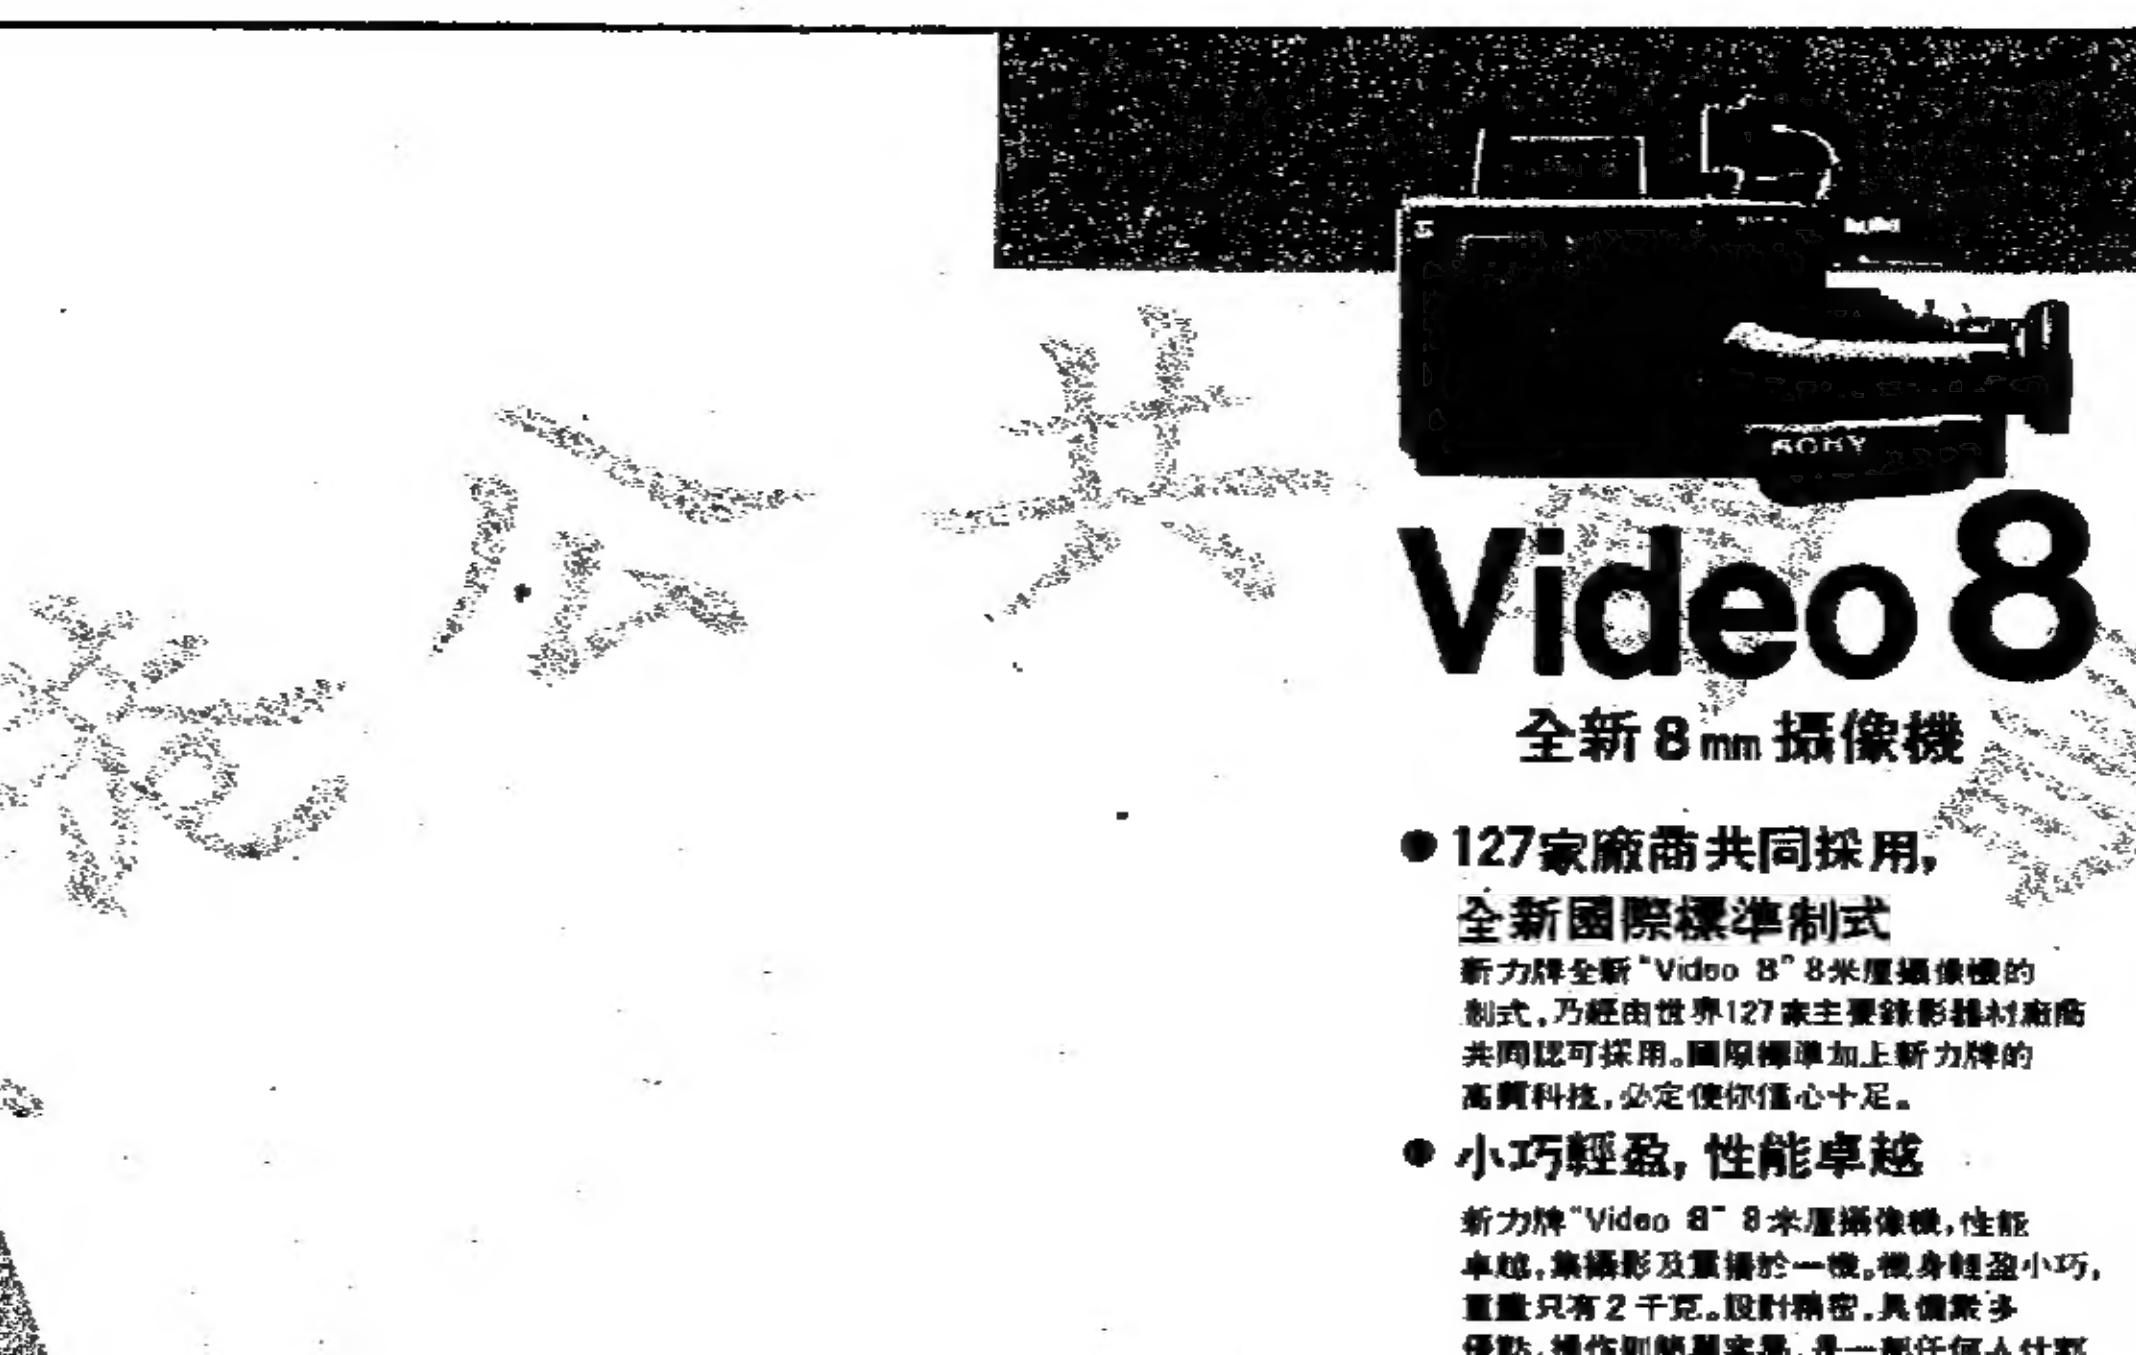 公共
SONY
Video 8
全新8mm攝像機
●127家廠商共同採用,
全新國際標準制式
新力牌全新“Video 8”8米厘攝像機的
制式,乃經由世界127家主要錄影器材廠商
共同認可採用。國際標準加上新力牌的
高質科技,必定使你信心十足。
●小巧輕盈,性能卓越
新力牌“Video 8”8米厘攝像機,性能
卓越,集攝影及重播於一機。機身輕盈小巧,
重量只有2千克。設計精密,具備眾多